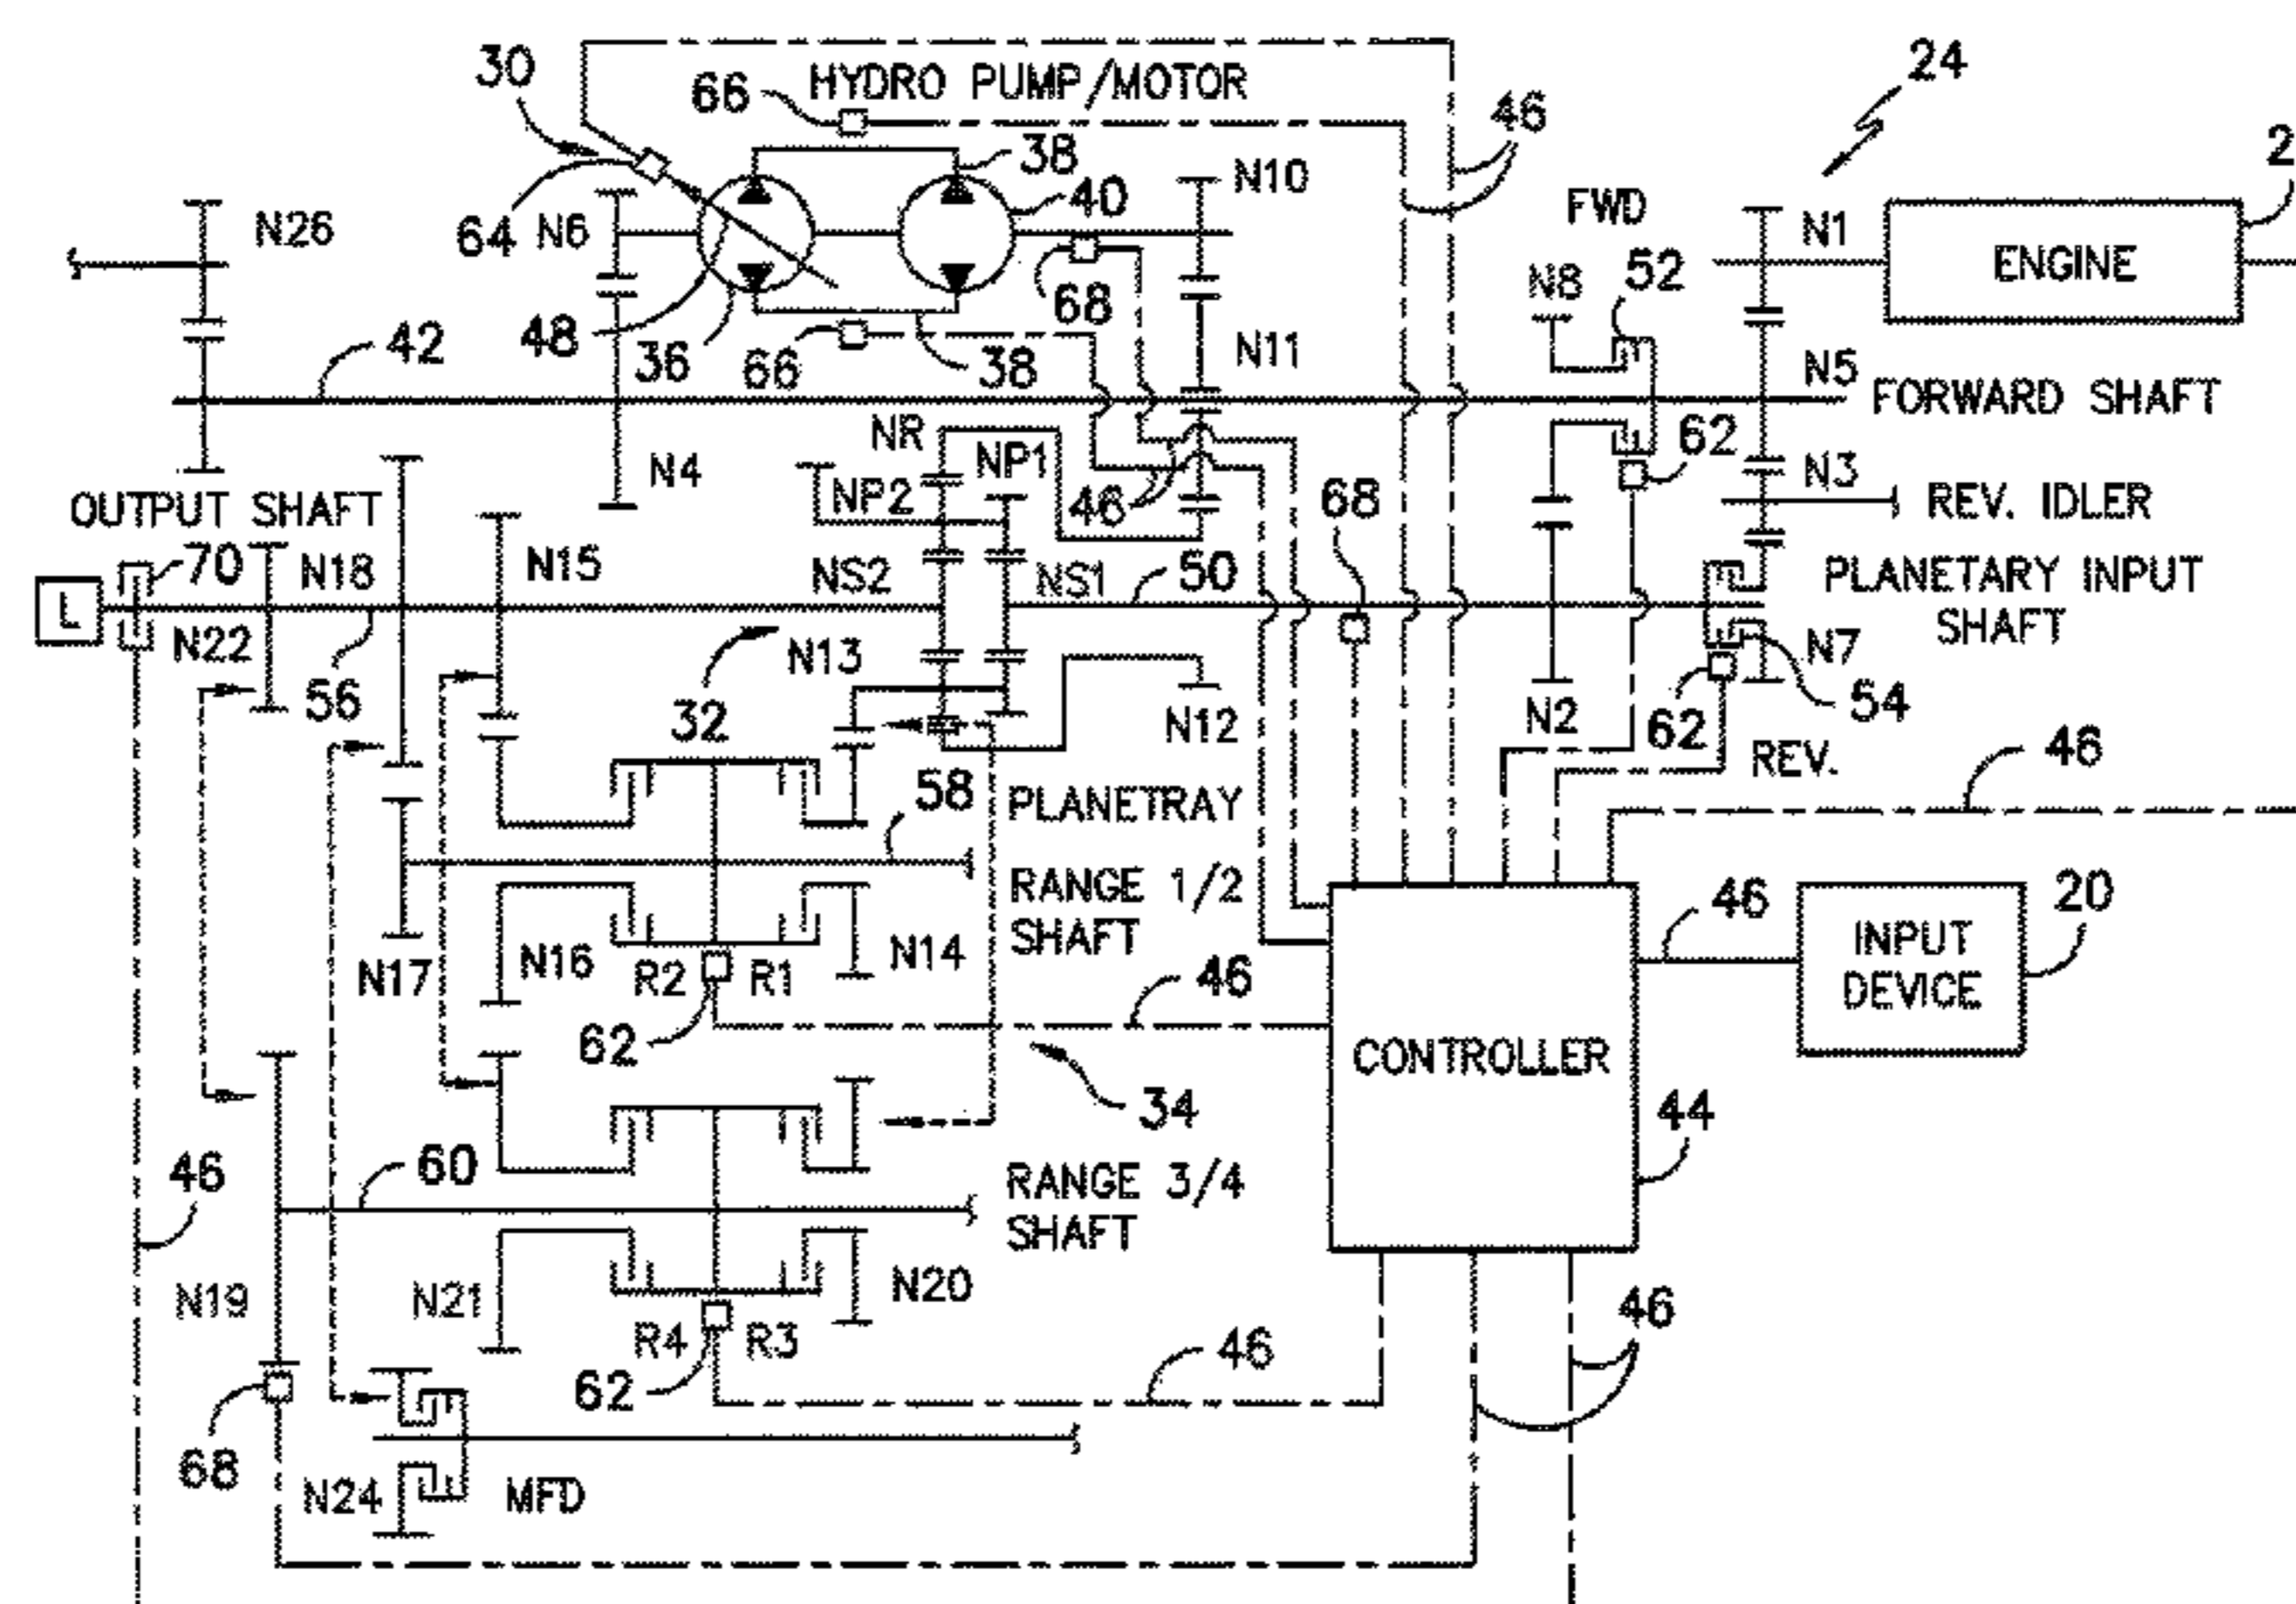 30
66
HYDRO PUMP/MOTOR
46
24
2
38
40
N10
FWD
N1
ENGINE
N26
64
N6
68
N8
52
42
48
36
66
38
N11
N5
FORWARD SHAFT
NR
NP1
62
N4
NP2
46
68
N3
REV. IDLER
OUTPUT SHAFT
70
N18
N15
NS2
NS1
50
PLANETARY INPUT
SHAFT
L
N22
56
N13
32
N12
N2
62
N7
54
REV.
46
58
PLANETRAY
RANGE 1/2
SHAFT
N17
N16
R2
R1
N14
46
20
INPUT
DEVICE
62
46
CONTROLLER
34
44
46
60
RANGE 3/4
SHAFT
N19
N21
R4
R3
N20
46
62
46
68
N24
MFD